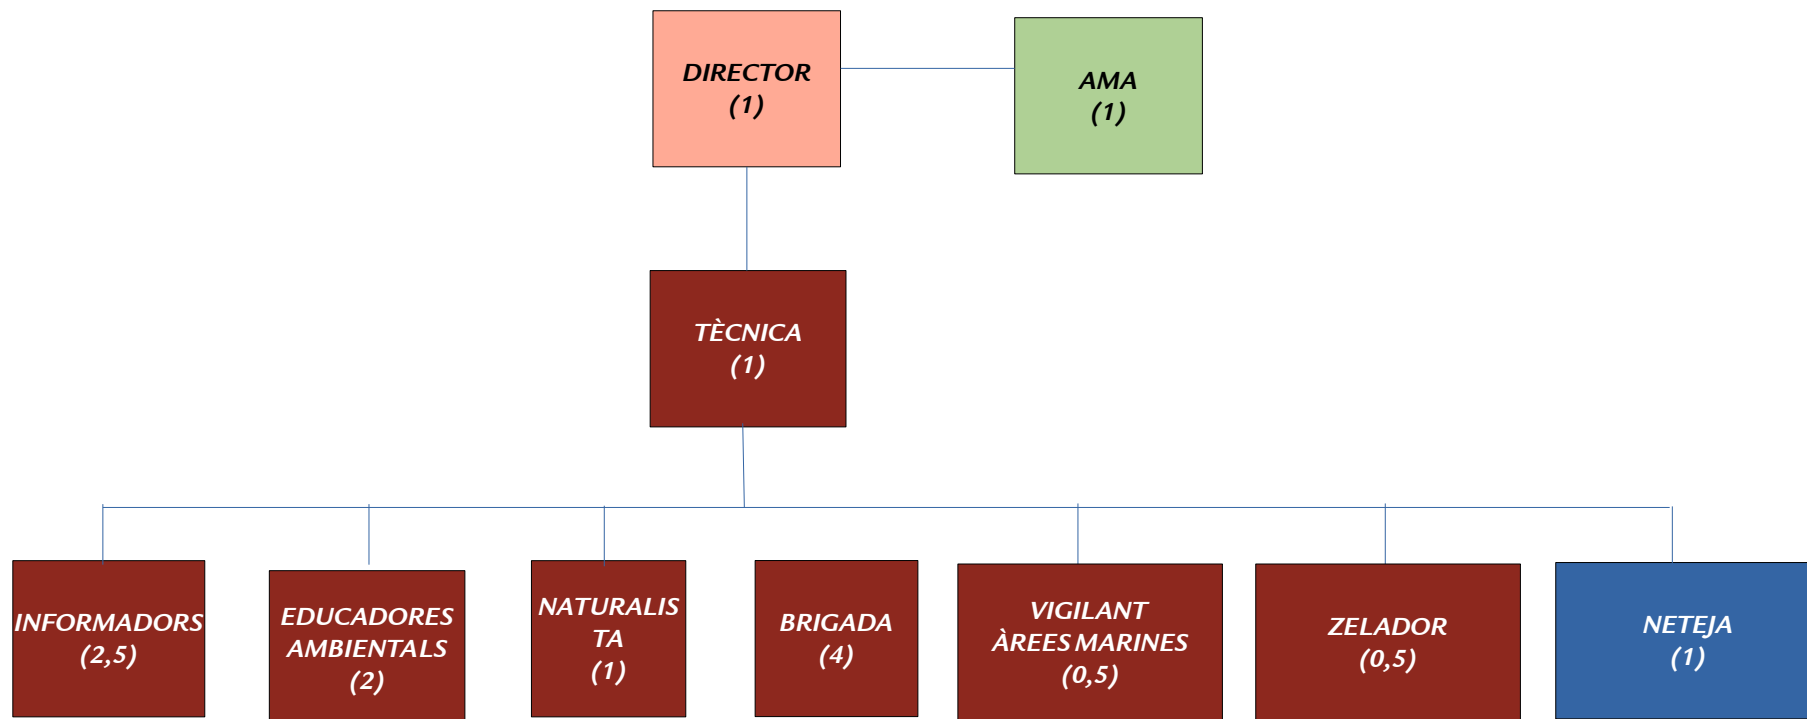 DIRECTOR
(1)
AMA
(1)
TÈCNICA
(1)
INFORMADORS
(2,5)
EDUCADORES
AMBIENTALS
(2)
NATURALIS
TA
(1)
BRIGADA
(4)
VIGILANT
ÀREES MARINES
(0,5)
ZELADOR
(0,5)
NETEJA
(1)